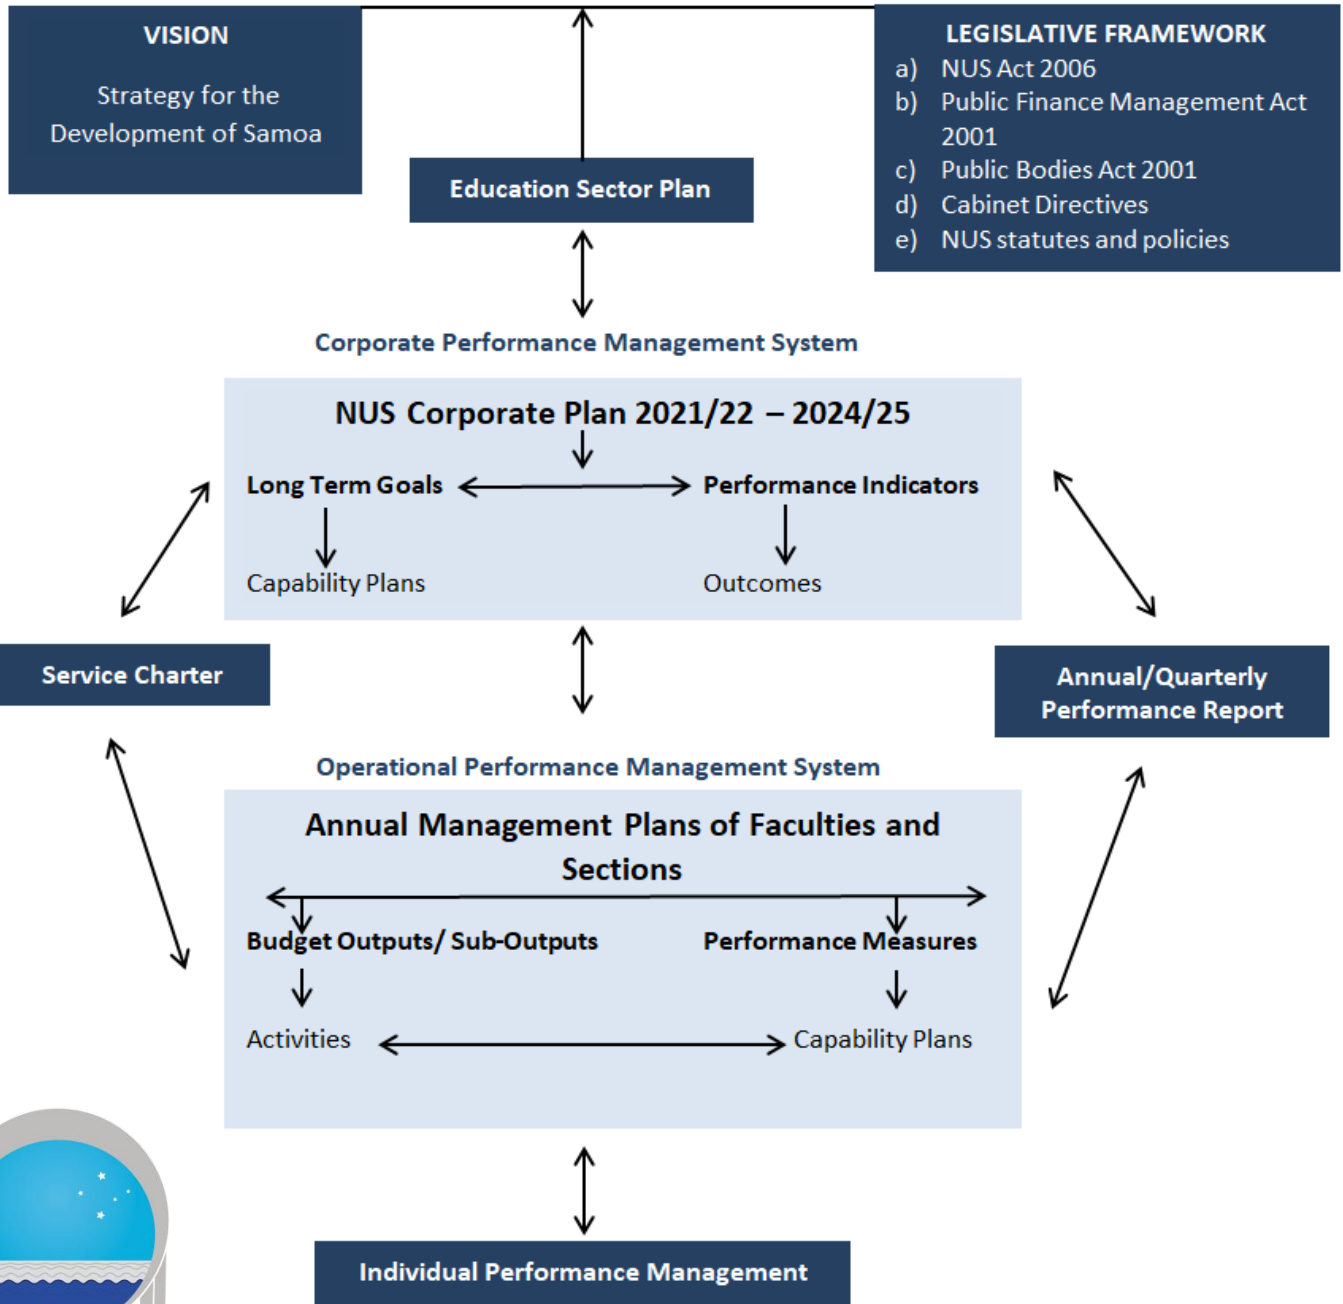 VISION
Strategy for the
Development of Samoa
LEGISLATIVE FRAMEWORK
a) NUS Act 2006
b) Public Finance Management Act
2001
c) Public Bodies Act 2001
d) Cabinet Directives
e) NUS statutes and policies
Education Sector Plan
Corporate Performance Management System
NUS Corporate Plan 2021/22 – 2024/25
Long Term Goals
Performance Indicators
Capability Plans
Outcomes
Service Charter
Annual/Quarterly
Performance Report
Operational Performance Management System
Annual Management Plans of Faculties and
Sections
Budget Outputs/ Sub-Outputs
Performance Measures
Activities
Capability Plans
Individual Performance Management